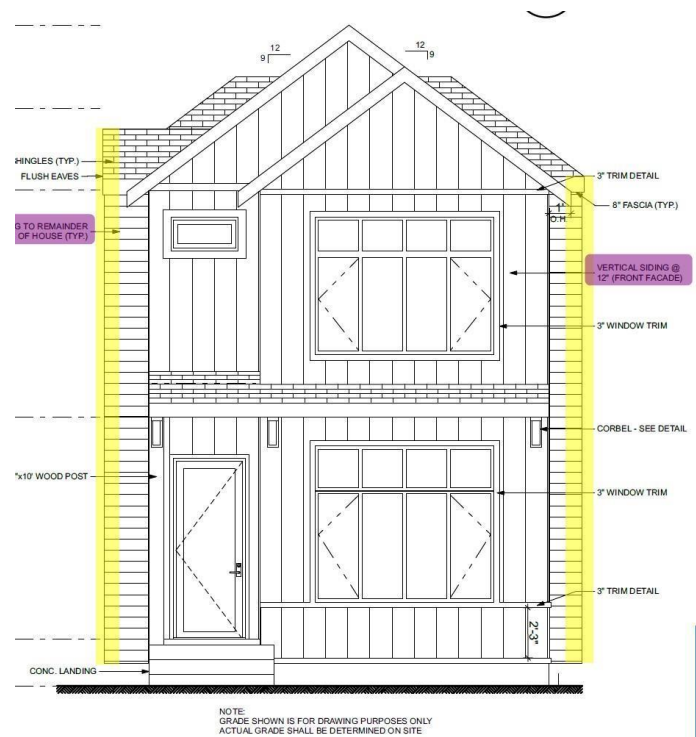 12
9
12
9
HINGLES (TYP.)
FLUSH EAVES
3" TRIM DETAIL
8" FASCIA (TYP.)
1'
O.H.
G TO REMAINDER
OF HOUSE (TYP.)
VERTICAL SIDING @
12" (FRONT FACADE)
3" WINDOW TRIM
CORBEL - SEE DETAIL
"x10' WOOD POST
3" WINDOW TRIM
3" TRIM DETAIL
2'-3"
CONC. LANDING
NOTE:
GRADE SHOWN IS FOR DRAWING PURPOSES ONLY
ACTUAL GRADE SHALL BE DETERMINED ON SITE